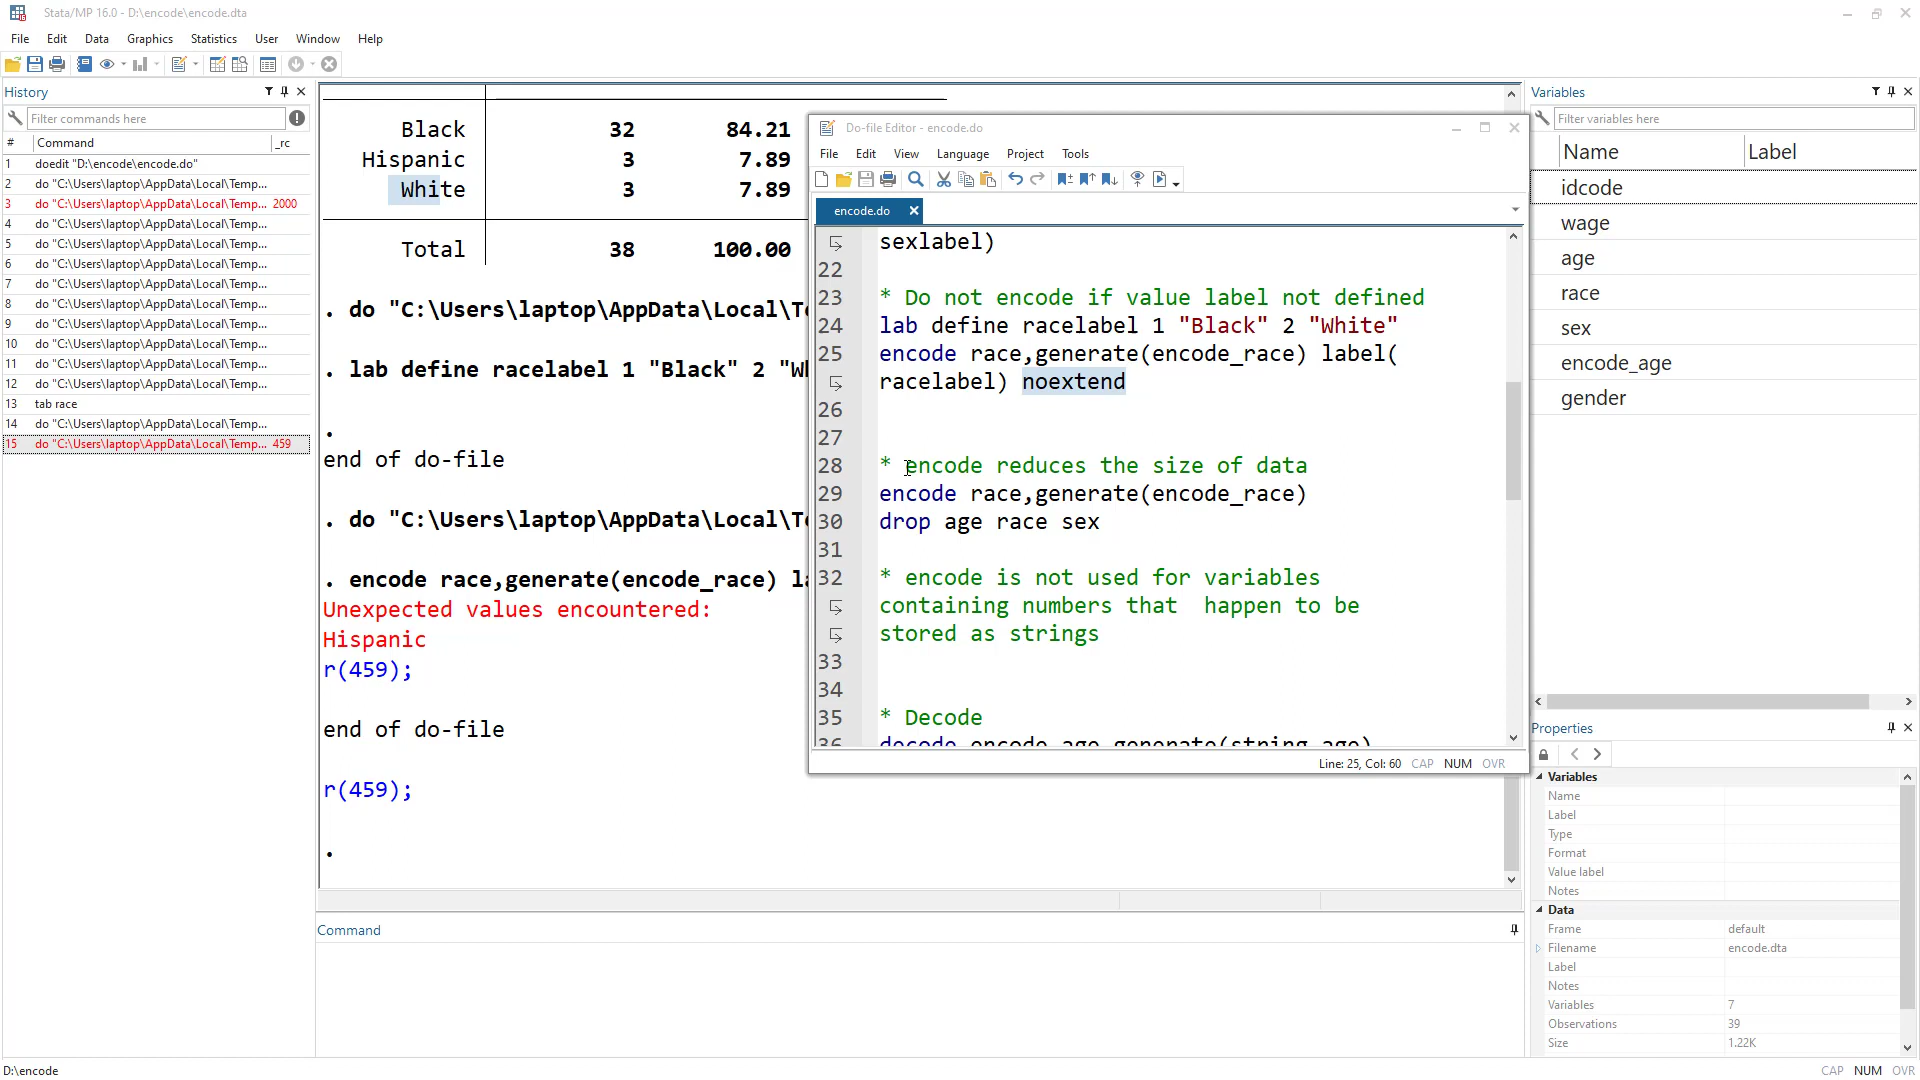 Stata/MP 16.0 - D:\encode\encode.dta
File Edit Data Graphics Statistics User Window Help
History
Filter commands here
# Command _rc
1 doedit "D:\encode\encode.do"
2 do "C:\Users\laptop\AppData\Local\Temp...
3 do "C:\Users\laptop\AppData\Local\Temp... 2000
4 do "C:\Users\laptop\AppData\Local\Temp...
5 do "C:\Users\laptop\AppData\Local\Temp...
6 do "C:\Users\laptop\AppData\Local\Temp...
7 do "C:\Users\laptop\AppData\Local\Temp...
8 do "C:\Users\laptop\AppData\Local\Temp...
9 do "C:\Users\laptop\AppData\Local\Temp...
10 do "C:\Users\laptop\AppData\Local\Temp...
11 do "C:\Users\laptop\AppData\Local\Temp...
12 do "C:\Users\laptop\AppData\Local\Temp...
13 tab race
14 do "C:\Users\laptop\AppData\Local\Temp...
15 do "C:\Users\laptop\AppData\Local\Temp... 459
Black 32 84.21
Hispanic 3 7.89
White 3 7.89
Total 38 100.00
. do "C:\Users\laptop\AppData\Local\Te
. lab define racelabel 1 "Black" 2 "Wh
.
end of do-file
. do "C:\Users\laptop\AppData\Local\Te
. encode race,generate(encode_race) la
Unexpected values encountered:
Hispanic
r(459);
end of do-file
r(459);
.
Command
Do-file Editor - encode.do
File Edit View Language Project Tools
encode.do
sexlabel)
22
23 * Do not encode if value label not defined
24 lab define racelabel 1 "Black" 2 "White"
25 encode race,generate(encode_race) label(
racelabel) noextend
26
27
28 * encode reduces the size of data
29 encode race,generate(encode_race)
30 drop age race sex
31
32 * encode is not used for variables
containing numbers that  happen to be
stored as strings
33
34
35 * Decode
36 decode encode_age,generate(string_age)
Line: 25, Col: 60 CAP NUM OVR
Variables
Filter variables here
Name Label
idcode
wage
age
race
sex
encode_age
gender
Properties
Variables
Name
Label
Type
Format
Value label
Notes
Data
Frame default
Filename encode.dta
Label
Notes
Variables 7
Observations 39
Size 1.22K
D:\encode
CAP NUM OVR